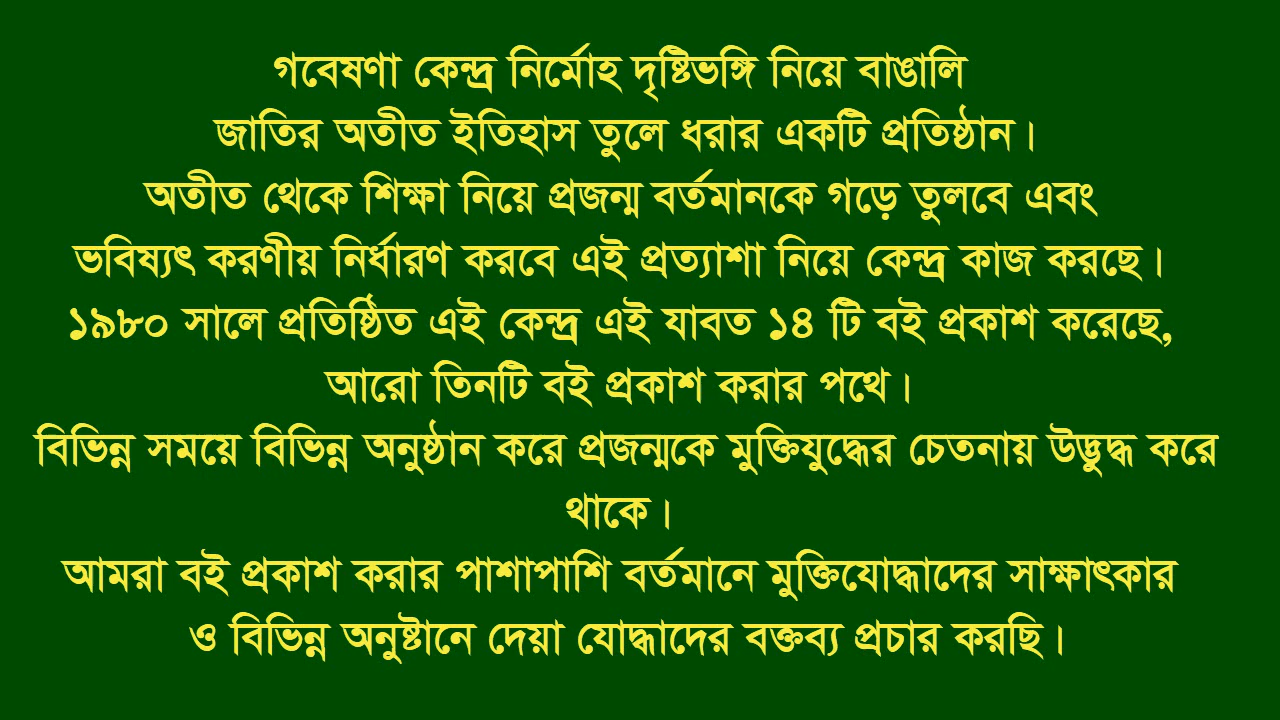 গবেষণা কেন্দ্র নির্মোহ দৃষ্টিভঙ্গি নিয়ে বাঙালি
জাতির অতীত ইতিহাস তুলে ধরার একটি প্রতিষ্ঠান।
অতীত থেকে শিক্ষা নিয়ে প্রজন্ম বর্তমানকে গড়ে তুলবে এবং
ভবিষ্যৎ করণীয় নির্ধারণ করবে এই প্রত্যাশা নিয়ে কেন্দ্র কাজ করছে।
১৯৮০ সালে প্রতিষ্ঠিত এই কেন্দ্র এই যাবত ১৪ টি বই প্রকাশ করেছে,
আরো তিনটি বই প্রকাশ করার পথে।
বিভিন্ন সময়ে বিভিন্ন অনুষ্ঠান করে প্রজন্মকে মুক্তিযুদ্ধের চেতনায় উদ্ভুদ্ধ করে
থাকে।
আমরা বই প্রকাশ করার পাশাপাশি বর্তমানে মুক্তিযোদ্ধাদের সাক্ষাৎকার
ও বিভিন্ন অনুষ্টানে দেয়া যোদ্ধাদের বক্তব্য প্রচার করছি।